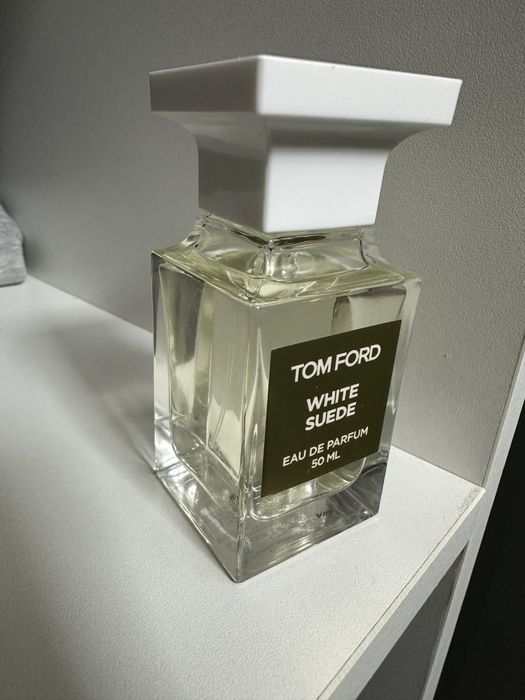 TOM FORD
WHITE
SUEDE
EAU DE PARFUM
50 ML